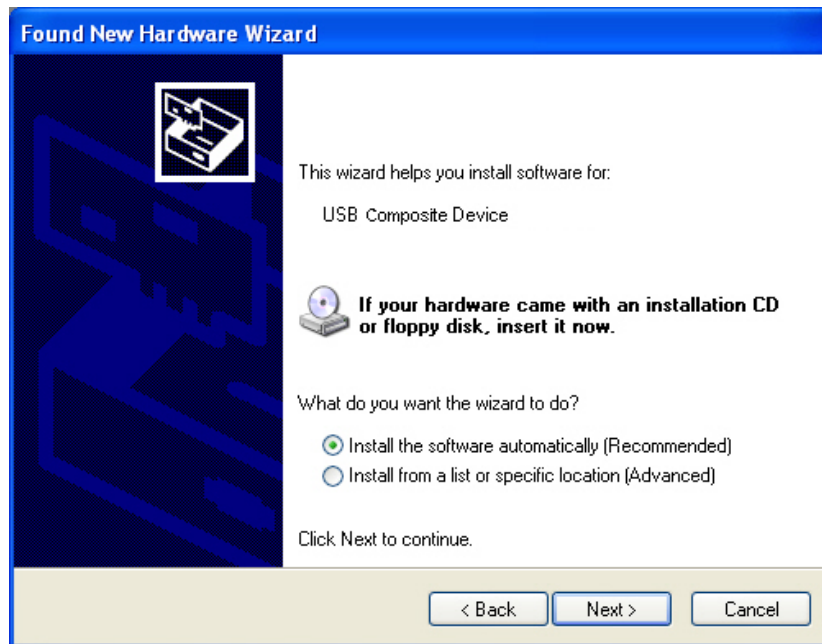 Found New Hardware Wizard
This wizard helps you install software for:
USB Composite Device
If your hardware came with an installation CD
or floppy disk, insert it now.
What do you want the wizard to do?
Install the software automatically (Recommended)
Install from a list or specific location (Advanced)
Click Next to continue.
< Back
Next >
Cancel